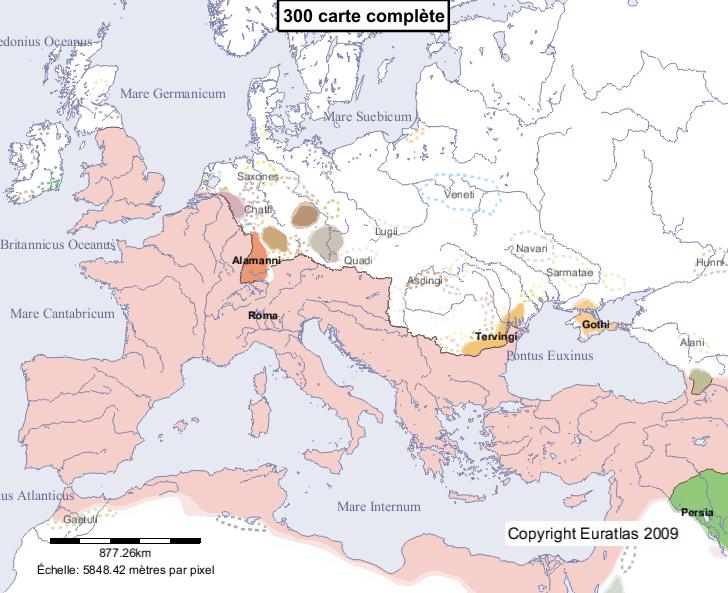 300 carte complète
edonius Oceanus
Mare Germanicum
Mare Suebicum
Saxones
Veneti
Chatti
Lugii
Britannicus Oceanus
Navari
Alamanni
Quadi
Hunni
Sarmatae
Asdingi
Mare Cantabricum
Roma
Gothi
Tervingi
Alani
Pontus Euxinus
us Atlanticus
Mare Internum
Persia
Gaetuli
Copyright Euratlas 2009
877.26km
Échelle: 5848.42 mètres par pixel